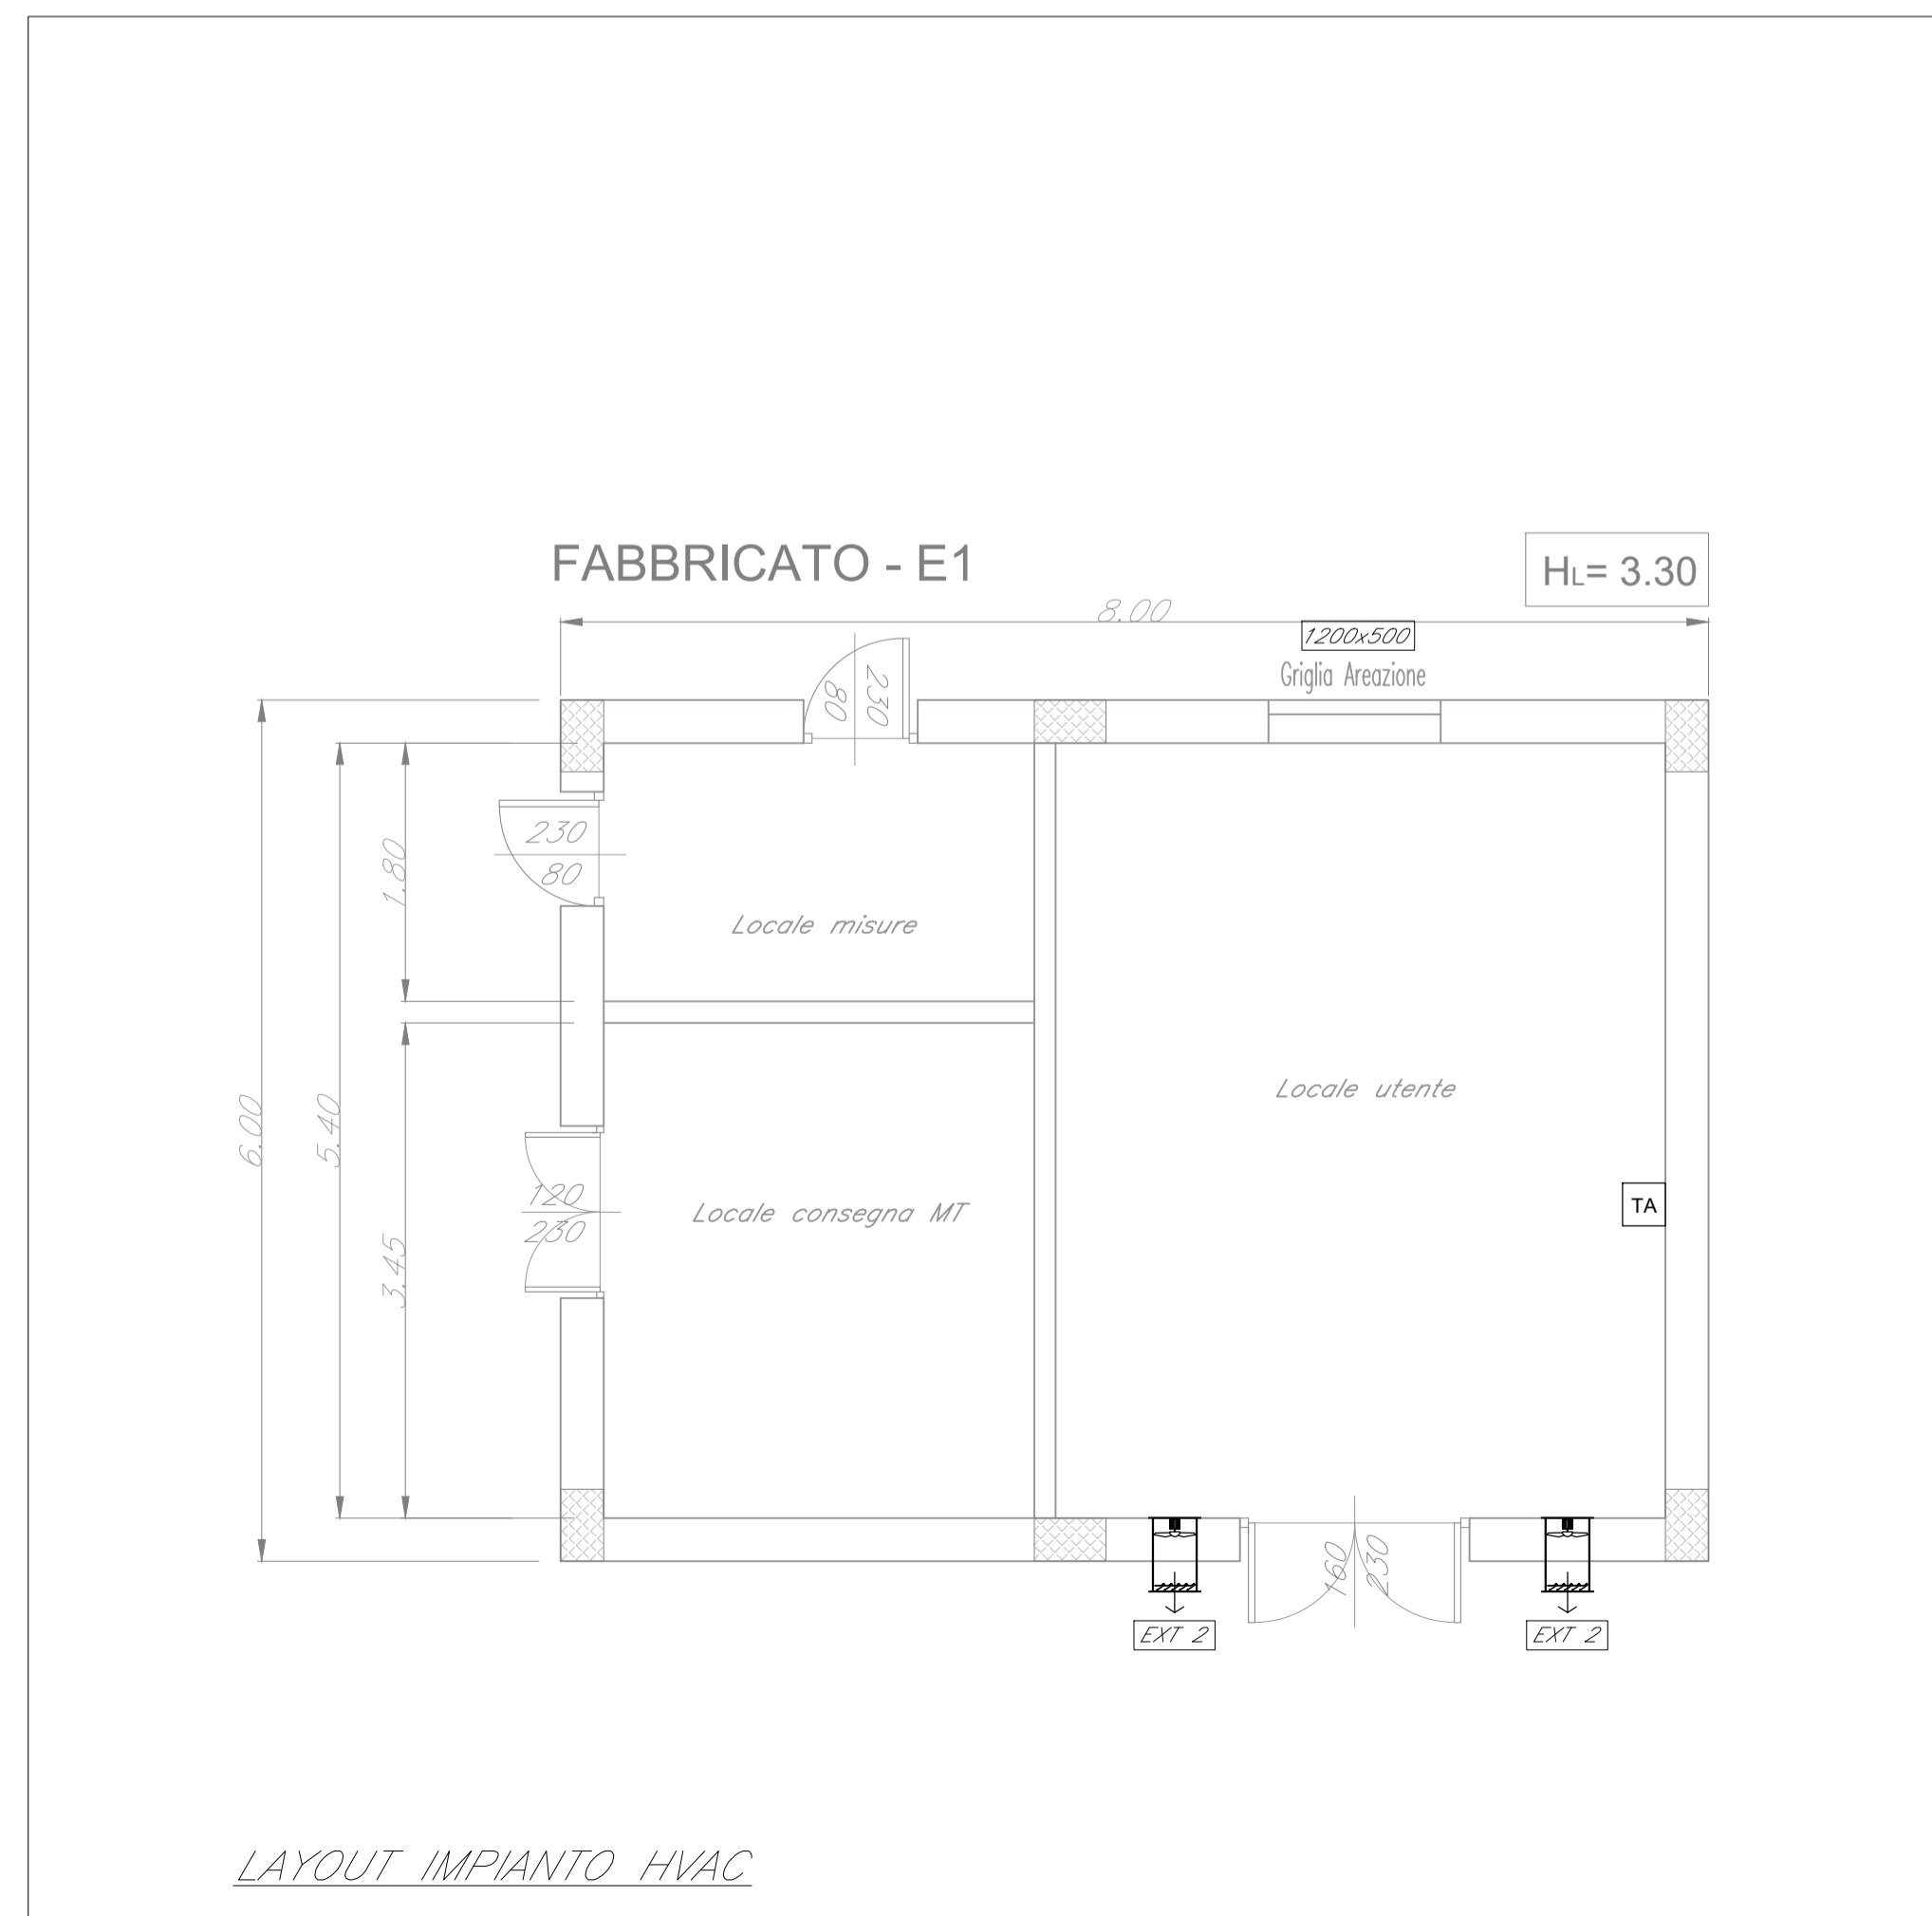 FABBRICATO - E1
HL= 3.30
8.00
1200x500
Griglia Areazione
80
230
230
80
1.80
Locale misure
6.00
5.40
Locale utente
120
230
Locale consegna MT
TA
3.45
160
230
EXT 2
EXT 2
LAYOUT IMPIANTO HVAC